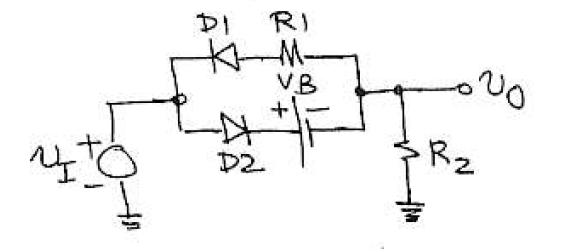 D1 R1
VB
+ −
vO
vI + −
D2
R2